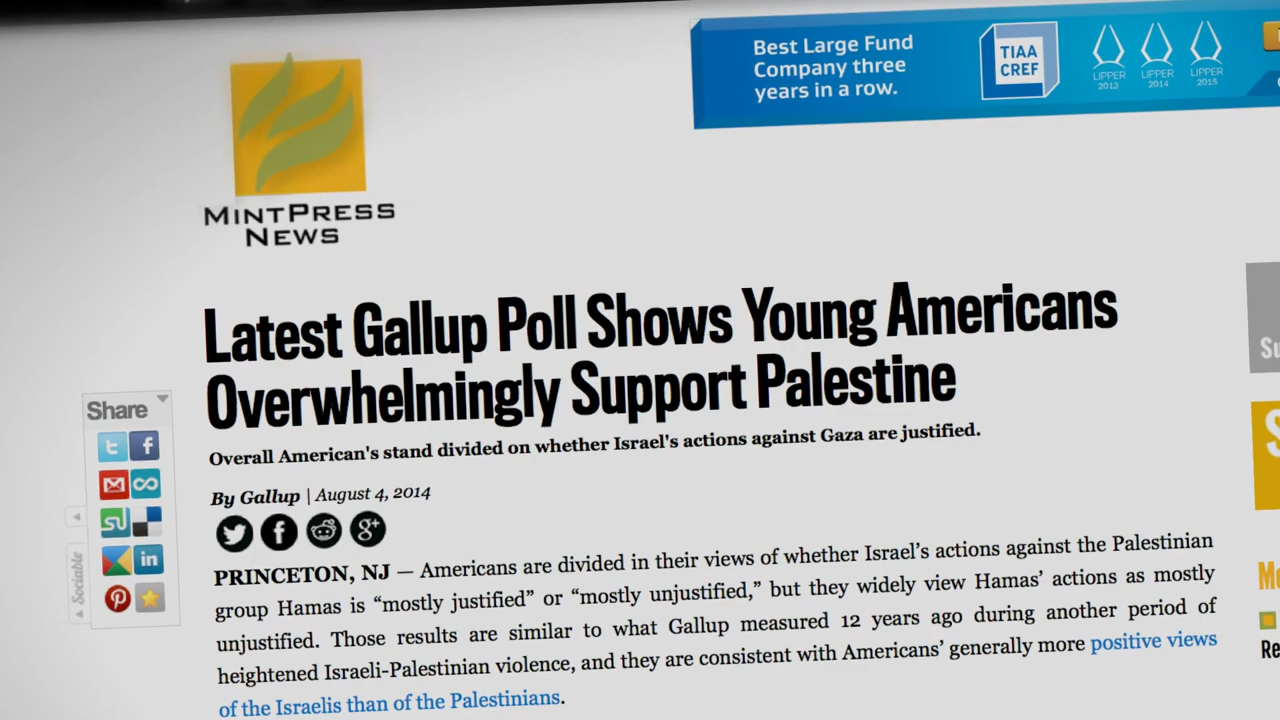 Best Large Fund
Company three
years in a row.
TIAA
CREF
LIPPER
2013
LIPPER
2014
LIPPER
2015
MINTPRESS
NEWS
Latest Gallup Poll Shows Young Americans
Overwhelmingly Support Palestine
Overall American's stand divided on whether Israel's actions against Gaza are justified.
By Gallup | August 4, 2014
Share
Sociable
PRINCETON, NJ — Americans are divided in their views of whether Israel's actions against the Palestinian
group Hamas is “mostly justified” or “mostly unjustified,” but they widely view Hamas’ actions as mostly
unjustified. Those results are similar to what Gallup measured 12 years ago during another period of
heightened Israeli-Palestinian violence, and they are consistent with Americans’ generally more positive views
of the Israelis than of the Palestinians.